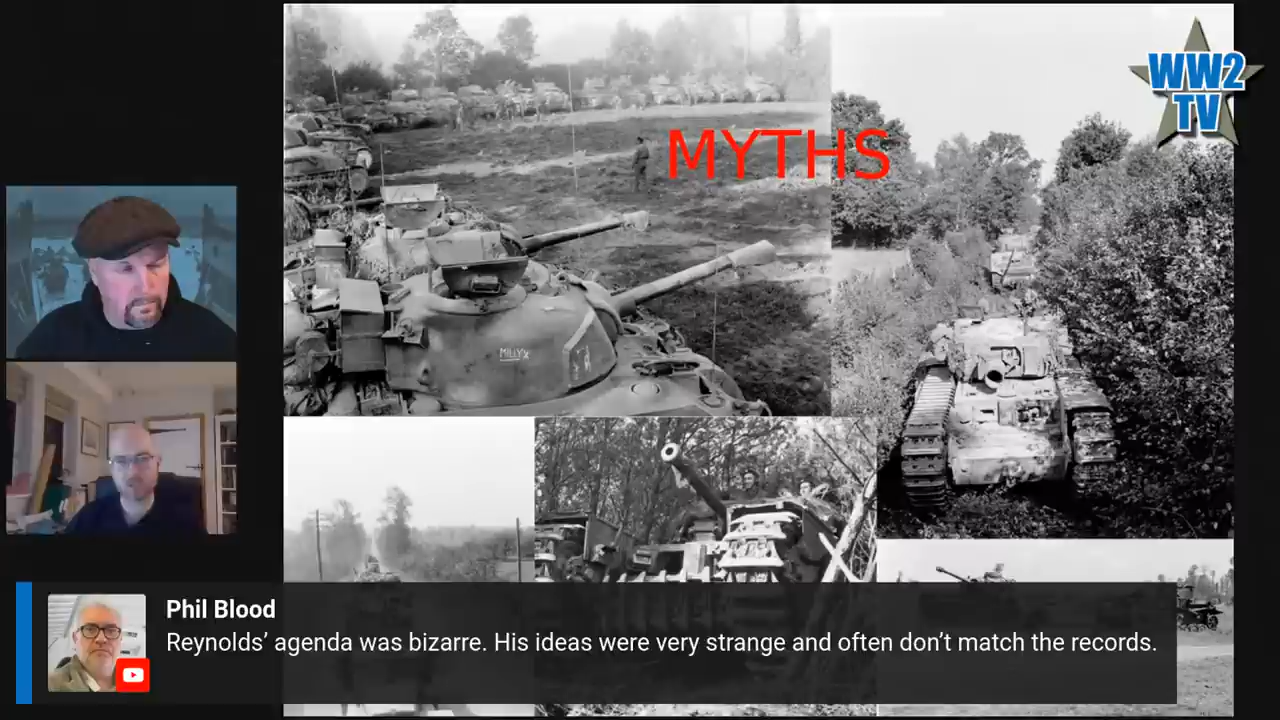 WW2
TV
MYTHS
MILLY
Phil Blood
Reynolds’ agenda was bizarre. His ideas were very strange and often don’t match the records.